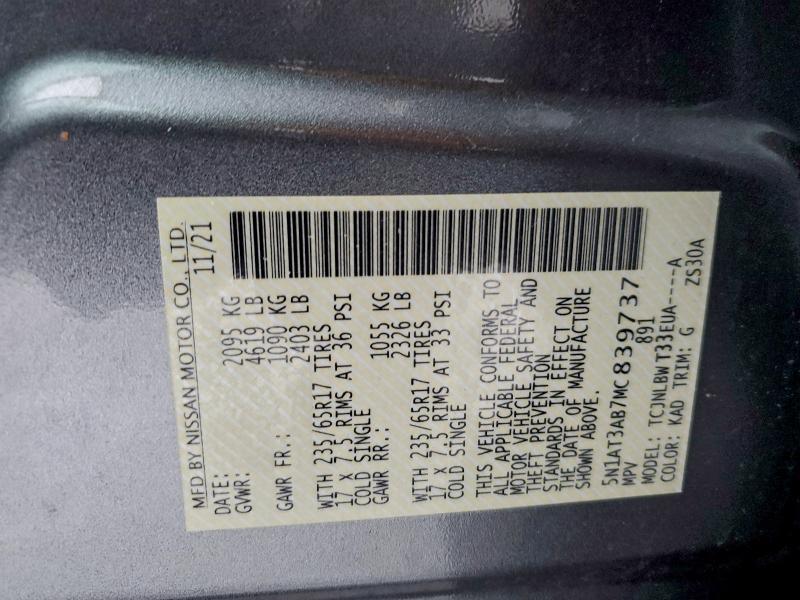 MFD BY NISSAN MOTOR CO., LTD.
DATE: 11/21
GVWR: 2095 KG
4619 LB
GAWR FR.: 1090 KG
2403 LB
WITH 235/65R17 TIRES
17 X 7.5 RIMS AT 36 PSI
COLD SINGLE
GAWR RR.: 1055 KG
2326 LB
WITH 235/65R17 TIRES
17 X 7.5 RIMS AT 33 PSI
COLD SINGLE
THIS VEHICLE CONFORMS TO
ALL APPLICABLE FEDERAL
MOTOR VEHICLE SAFETY AND
THEFT PREVENTION
STANDARDS IN EFFECT ON
THE DATE OF MANUFACTURE
SHOWN ABOVE.
5N1AT3AB7MC839737
MPV 891
MODEL: TCJNLBWT33EUA----A
COLOR: KAD TRIM: G ZS30A